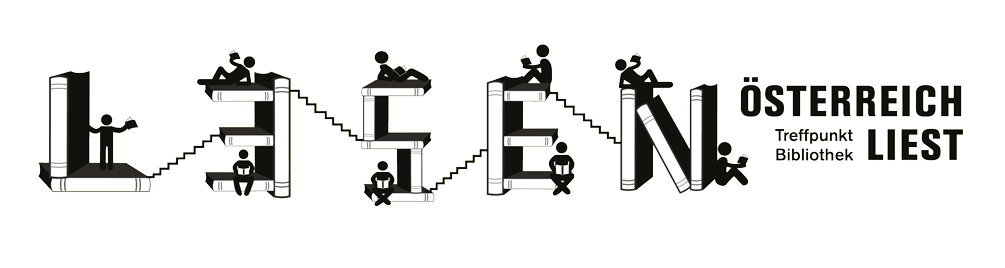 LESEN
ÖSTERREICH
Treffpunkt
Bibliothek
LIEST